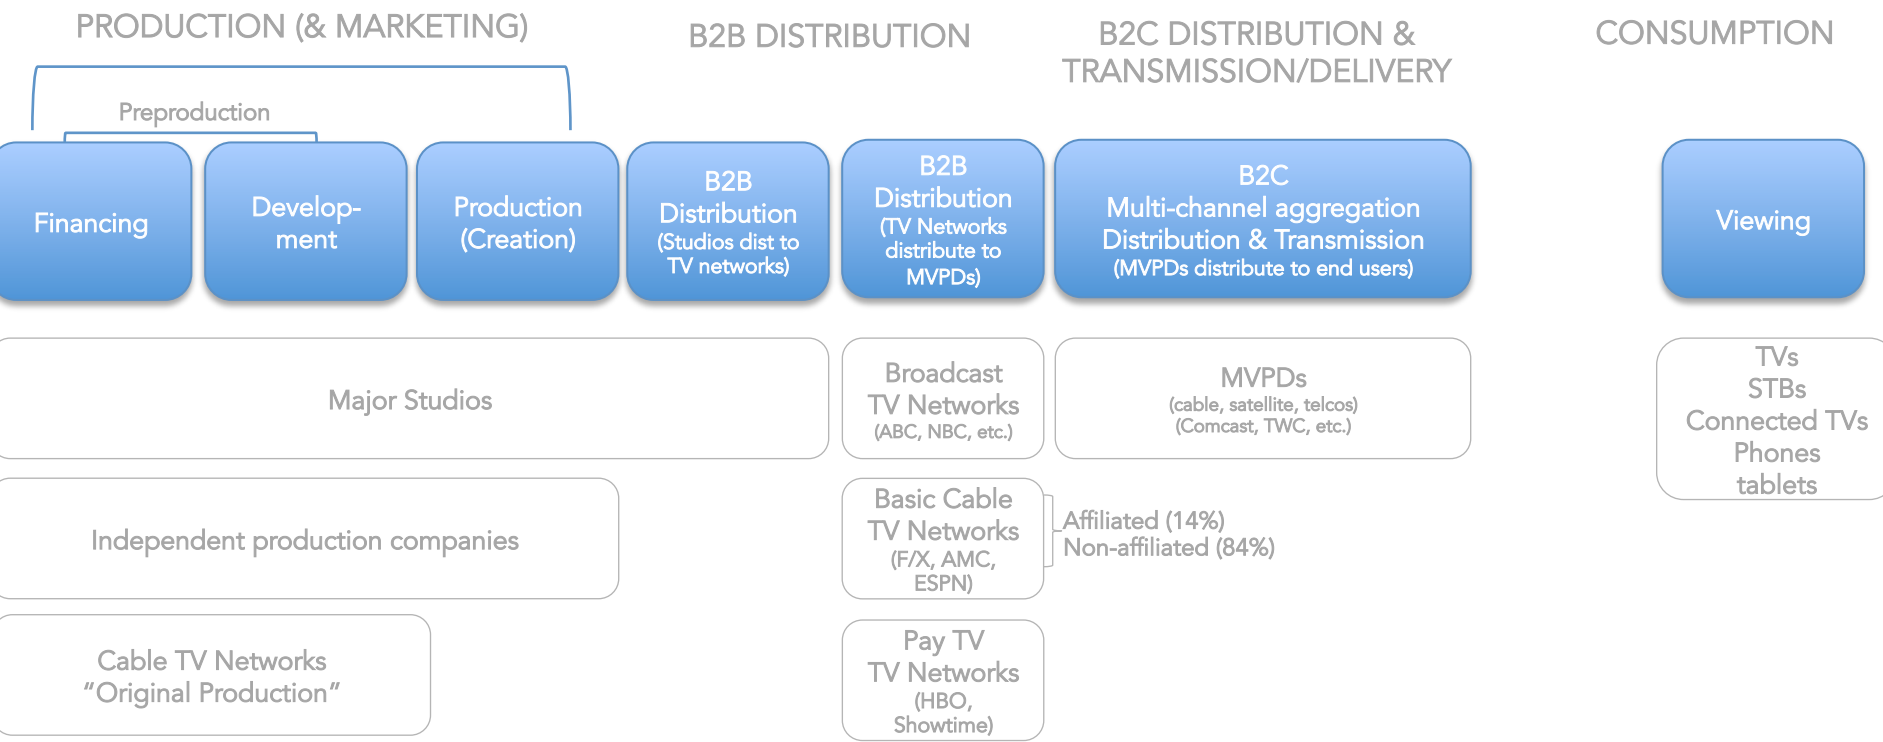 PRODUCTION (& MARKETING)
B2B DISTRIBUTION
B2C DISTRIBUTION &
TRANSMISSION/DELIVERY
CONSUMPTION
Preproduction
Financing
Develop-
ment
Production
(Creation)
B2B
Distribution
(Studios dist to
TV networks)
B2B
Distribution
(TV Networks
distribute to
MVPDs)
B2C
Multi-channel aggregation
Distribution & Transmission
(MVPDs distribute to end users)
Viewing
Major Studios
Broadcast
TV Networks
(ABC, NBC, etc.)
MVPDs
(cable, satellite, telcos)
(Comcast, TWC, etc.)
TVs
STBs
Connected TVs
Phones
tablets
Independent production companies
Basic Cable
TV Networks
(F/X, AMC,
ESPN)
Affiliated (14%)
Non-affiliated (84%)
Cable TV Networks
“Original Production”
Pay TV
TV Networks
(HBO,
Showtime)